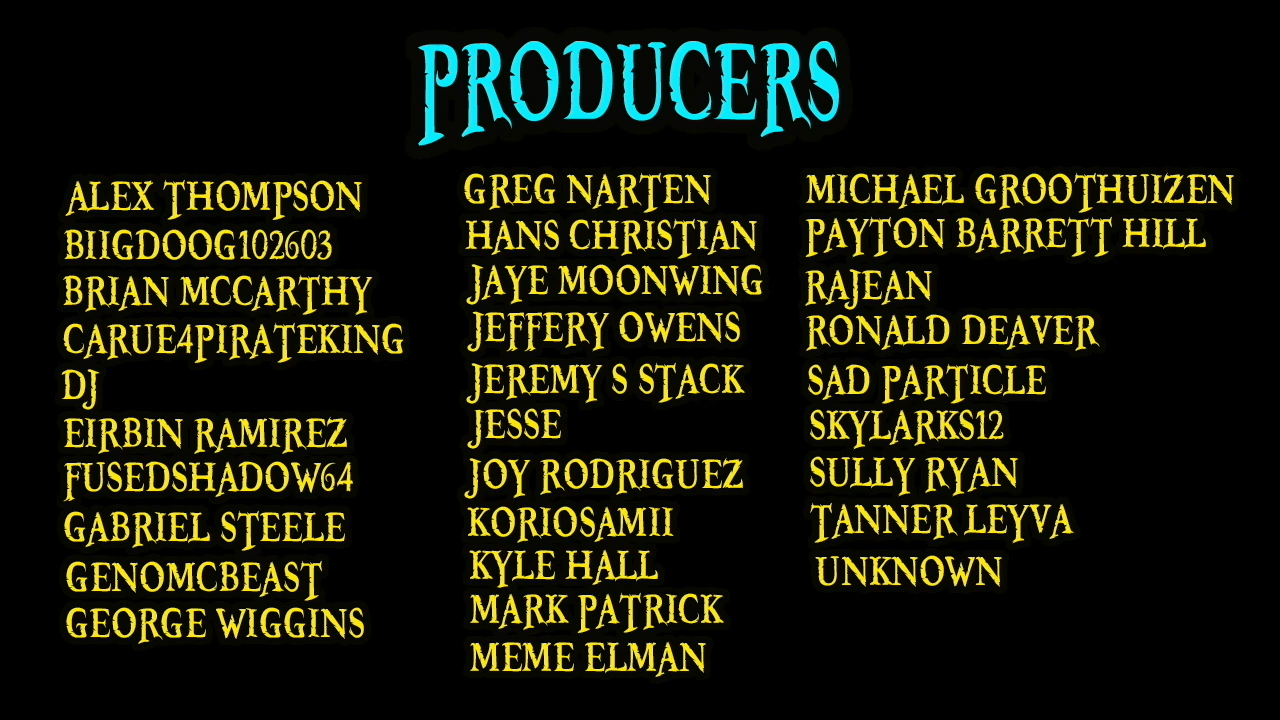 PRODUCERS
ALEX THOMPSON
BIIGDOOG102603
BRIAN MCCARTHY
CARUE4PIRATEKING
DJ
EIRBIN RAMIREZ
FUSEDSHADOW64
GABRIEL STEELE
GENOMCBEAST
GEORGE WIGGINS
GREG NARTEN
HANS CHRISTIAN
JAYE MOONWING
JEFFERY OWENS
JEREMY S STACK
JESSE
JOY RODRIGUEZ
KORIOSAMII
KYLE HALL
MARK PATRICK
MEME ELMAN
MICHAEL GROOTHUIZEN
PAYTON BARRETT HILL
RAJEAN
RONALD DEAVER
SAD PARTICLE
SKYLARKS12
SULLY RYAN
TANNER LEYVA
UNKNOWN